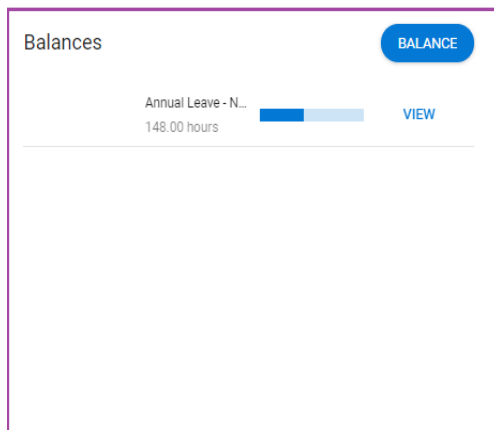 Balances
BALANCE
Annual Leave - N...
148.00 hours
VIEW